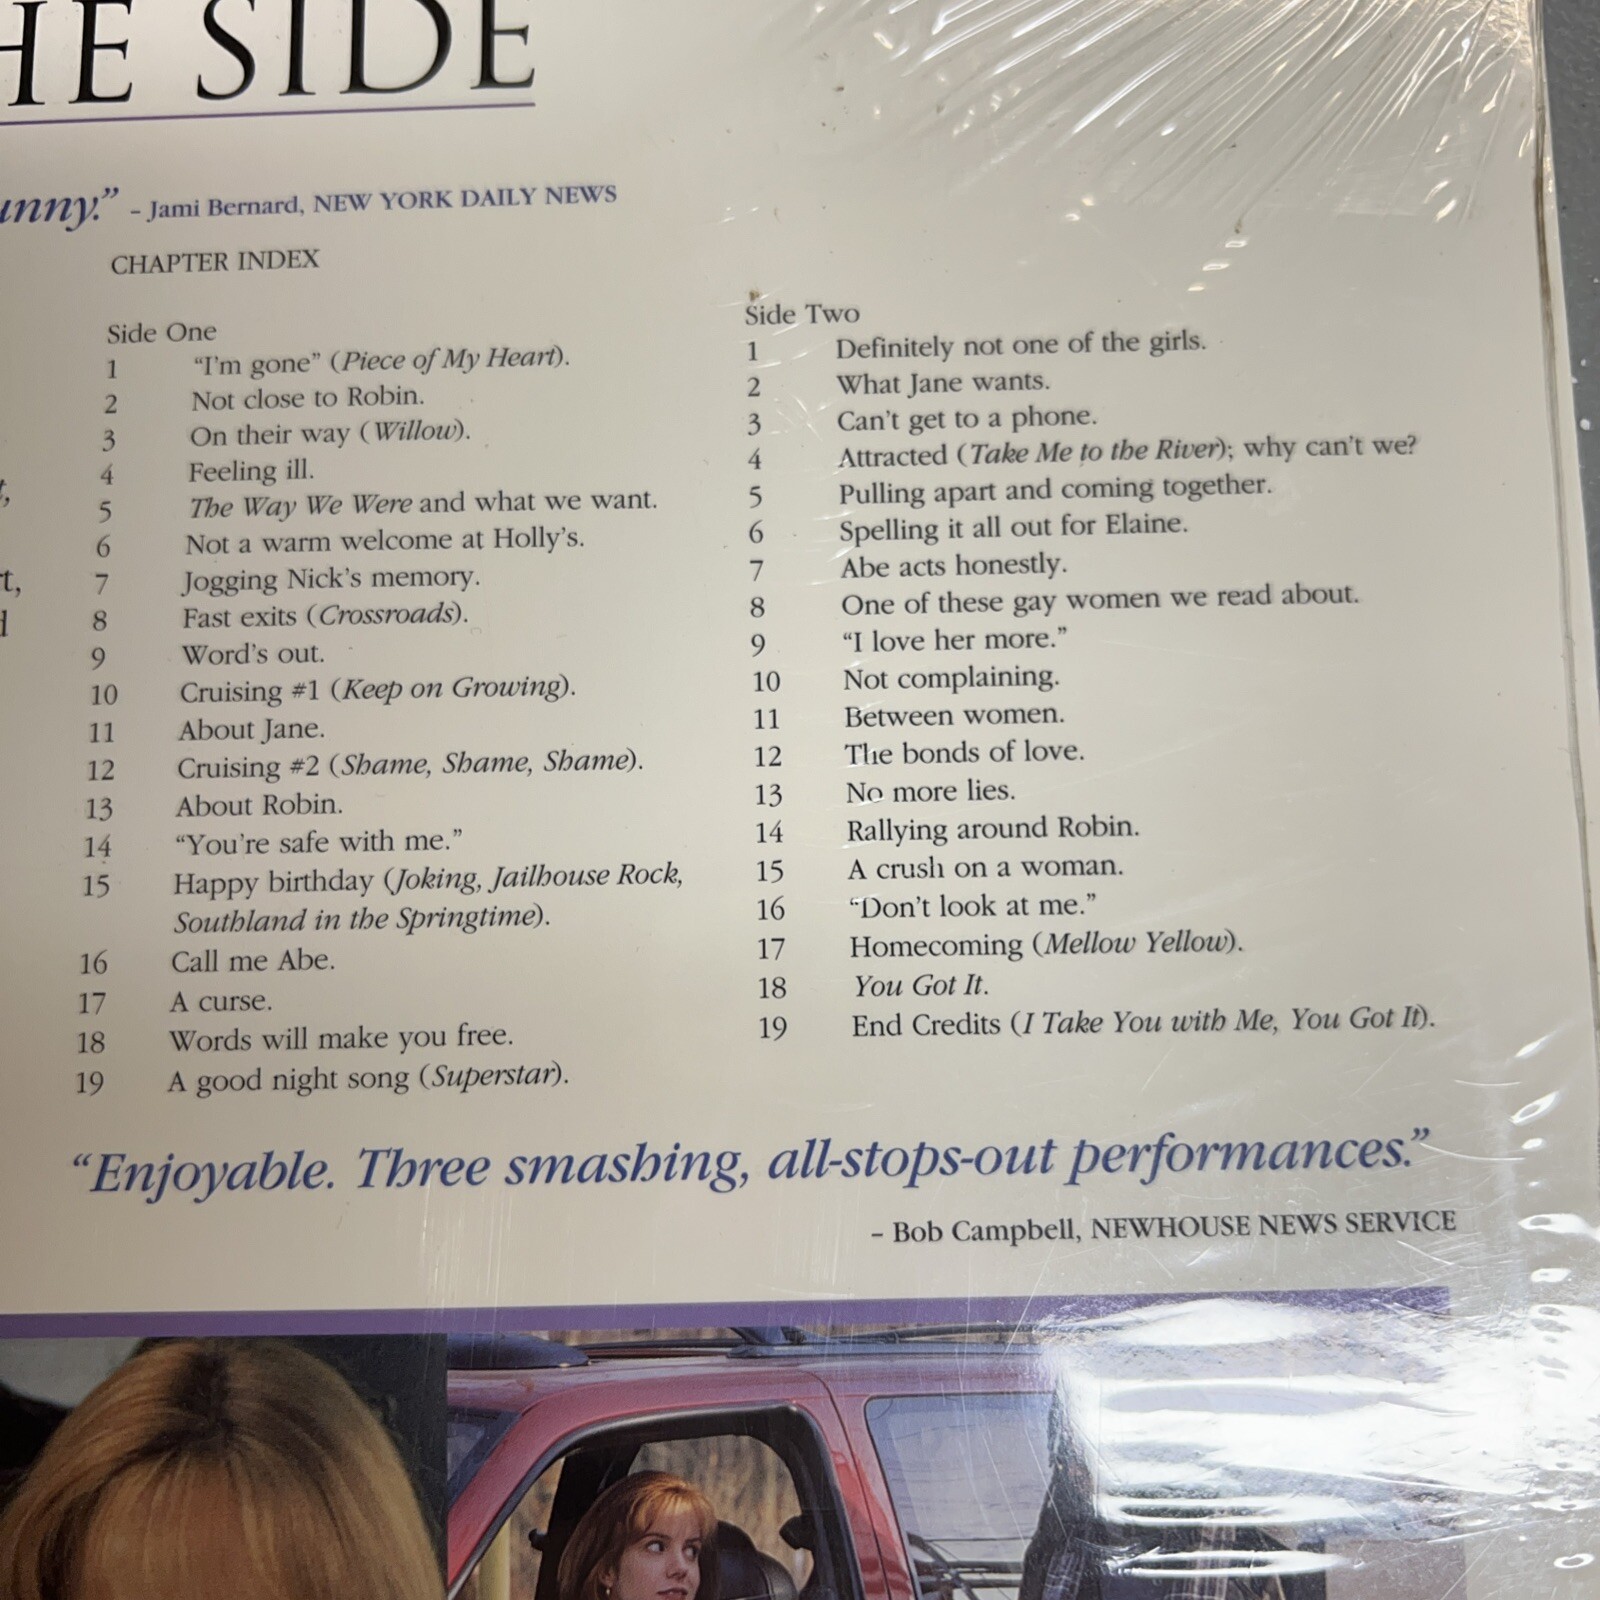 HE SIDE
unny." – Jami Bernard, NEW YORK DAILY NEWS
CHAPTER INDEX
Side One
1 "I'm gone" (Piece of My Heart).
2 Not close to Robin.
3 On their way (Willow).
4 Feeling ill.
5 The Way We Were and what we want.
6 Not a warm welcome at Holly's.
7 Jogging Nick's memory.
8 Fast exits (Crossroads).
9 Word's out.
10 Cruising #1 (Keep on Growing).
11 About Jane.
12 Cruising #2 (Shame, Shame, Shame).
13 About Robin.
14 "You're safe with me."
15 Happy birthday (Joking, Jailhouse Rock,
Southland in the Springtime).
16 Call me Abe.
17 A curse.
18 Words will make you free.
19 A good night song (Superstar).
Side Two
1 Definitely not one of the girls.
2 What Jane wants.
3 Can't get to a phone.
4 Attracted (Take Me to the River); why can't we?
5 Pulling apart and coming together.
6 Spelling it all out for Elaine.
7 Abe acts honestly.
8 One of these gay women we read about.
9 "I love her more."
10 Not complaining.
11 Between women.
12 The bonds of love.
13 No more lies.
14 Rallying around Robin.
15 A crush on a woman.
16 "Don't look at me."
17 Homecoming (Mellow Yellow).
18 You Got It.
19 End Credits (I Take You with Me, You Got It).
"Enjoyable. Three smashing, all-stops-out performances."
– Bob Campbell, NEWHOUSE NEWS SERVICE